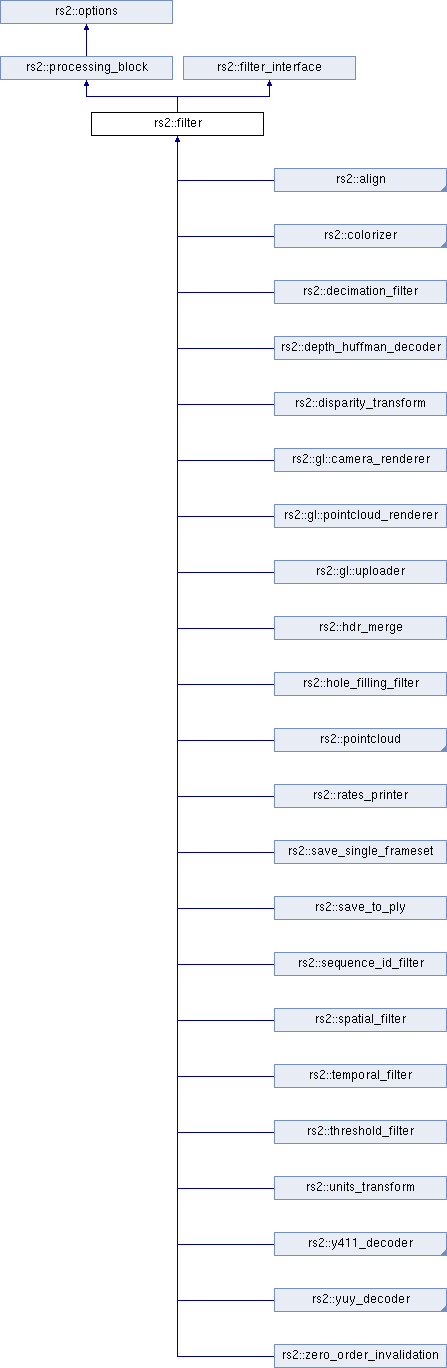 rs2::options
rs2::processing_block
rs2::filter_interface
rs2::filter
rs2::align
rs2::colorizer
rs2::decimation_filter
rs2::depth_huffman_decoder
rs2::disparity_transform
rs2::gl::camera_renderer
rs2::gl::pointcloud_renderer
rs2::gl::uploader
rs2::hdr_merge
rs2::hole_filling_filter
rs2::pointcloud
rs2::rates_printer
rs2::save_single_frameset
rs2::save_to_ply
rs2::sequence_id_filter
rs2::spatial_filter
rs2::temporal_filter
rs2::threshold_filter
rs2::units_transform
rs2::y411_decoder
rs2::yuy_decoder
rs2::zero_order_invalidation